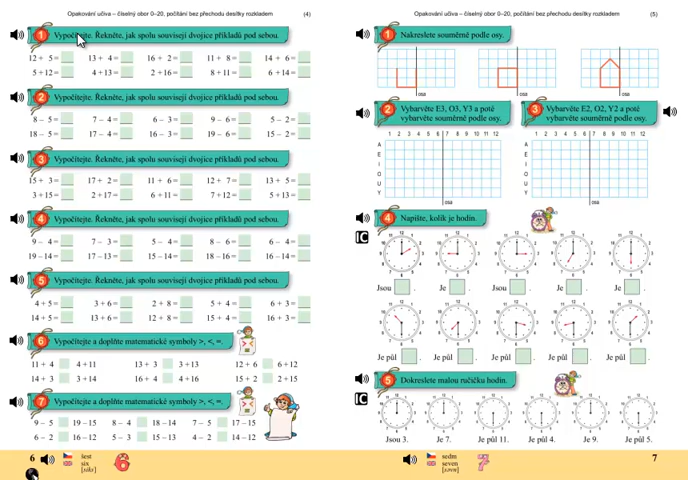 Opakování učiva – číselný obor 0–20, počítání bez přechodu desítky rozkladem (4)
1 Vypočítejte. Řekněte, jak spolu souvisejí dvojice příkladů pod sebou.
12 + 5 = 13 + 4 = 16 + 2 = 11 + 8 = 14 + 6 =
5 + 12 = 4 + 13 = 2 + 16 = 8 + 11 = 6 + 14 =
2 Vypočítejte. Řekněte, jak spolu souvisejí dvojice příkladů pod sebou.
8 – 5 = 7 – 4 = 6 – 3 = 9 – 6 = 5 – 2 =
18 – 5 = 17 – 4 = 16 – 3 = 19 – 6 = 15 – 2 =
3 Vypočítejte. Řekněte, jak spolu souvisejí dvojice příkladů pod sebou.
15 + 3 = 17 + 2 = 11 + 6 = 12 + 7 = 13 + 5 =
3 + 15 = 2 + 17 = 6 + 11 = 7 + 12 = 5 + 13 =
4 Vypočítejte. Řekněte, jak spolu souvisejí dvojice příkladů pod sebou.
9 – 4 = 7 – 3 = 5 – 4 = 8 – 6 = 6 – 4 =
19 – 14 = 17 – 13 = 15 – 14 = 18 – 16 = 16 – 14 =
5 Vypočítejte. Řekněte, jak spolu souvisejí dvojice příkladů pod sebou.
4 + 5 = 3 + 6 = 2 + 8 = 5 + 4 = 6 + 3 =
14 + 5 = 13 + 6 = 12 + 8 = 15 + 4 = 16 + 3 =
6 Vypočítejte a doplňte matematické symboly >, <, =.
11 + 4 4 + 11 13 + 3 3 + 13 12 + 6 6 + 12
14 + 3 3 + 14 16 + 4 4 + 16 15 + 2 2 + 15
7 Vypočítejte a doplňte matematické symboly >, <, =.
9 – 5 19 – 15 8 – 4 18 – 14 7 – 5 17 – 15
6 – 2 16 – 12 5 – 3 15 – 13 4 – 2 14 – 12
6
šest
six
[siks]
Opakování učiva – číselný obor 0–20, počítání bez přechodu desítky rozkladem (5)
1 Nakreslete souměrně podle osy.
osa osa osa
2 Vybarvěte E3, O3, Y3 a poté
vybarvěte souměrně podle osy.
3 Vybarvěte E2, O2, Y2 a poté
vybarvěte souměrně podle osy.
1 2 3 4 5 6 7 8 9 10 11 12 1 2 3 4 5 6 7 8 9 10 11 12
A A
E E
I I
O O
U U
Y Y
osa osa
4 Napište, kolik je hodin.
Jsou . Je . Jsou . Je . Je .
Je půl . Je půl . Je půl . Je půl . Je půl .
5 Dokreslete malou ručičku hodin.
Jsou 3. Je 7. Je půl 11. Je půl 4. Je 9. Je půl 5.
sedm
seven
7